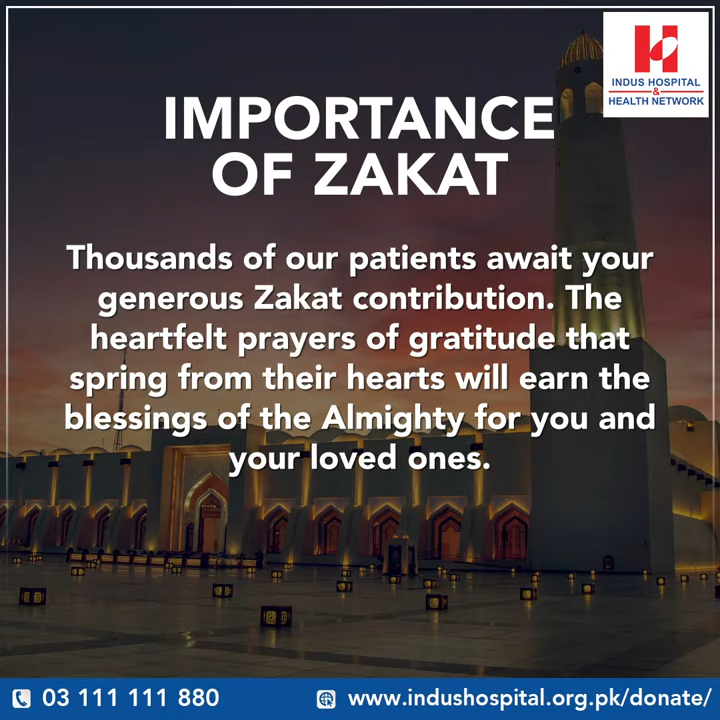 INDUS HOSPITAL
&
HEALTH NETWORK
IMPORTANCE
OF ZAKAT
Thousands of our patients await your
generous Zakat contribution. The
heartfelt prayers of gratitude that
spring from their hearts will earn the
blessings of the Almighty for you and
your loved ones.
03 111 111 880
www.indushospital.org.pk/donate/